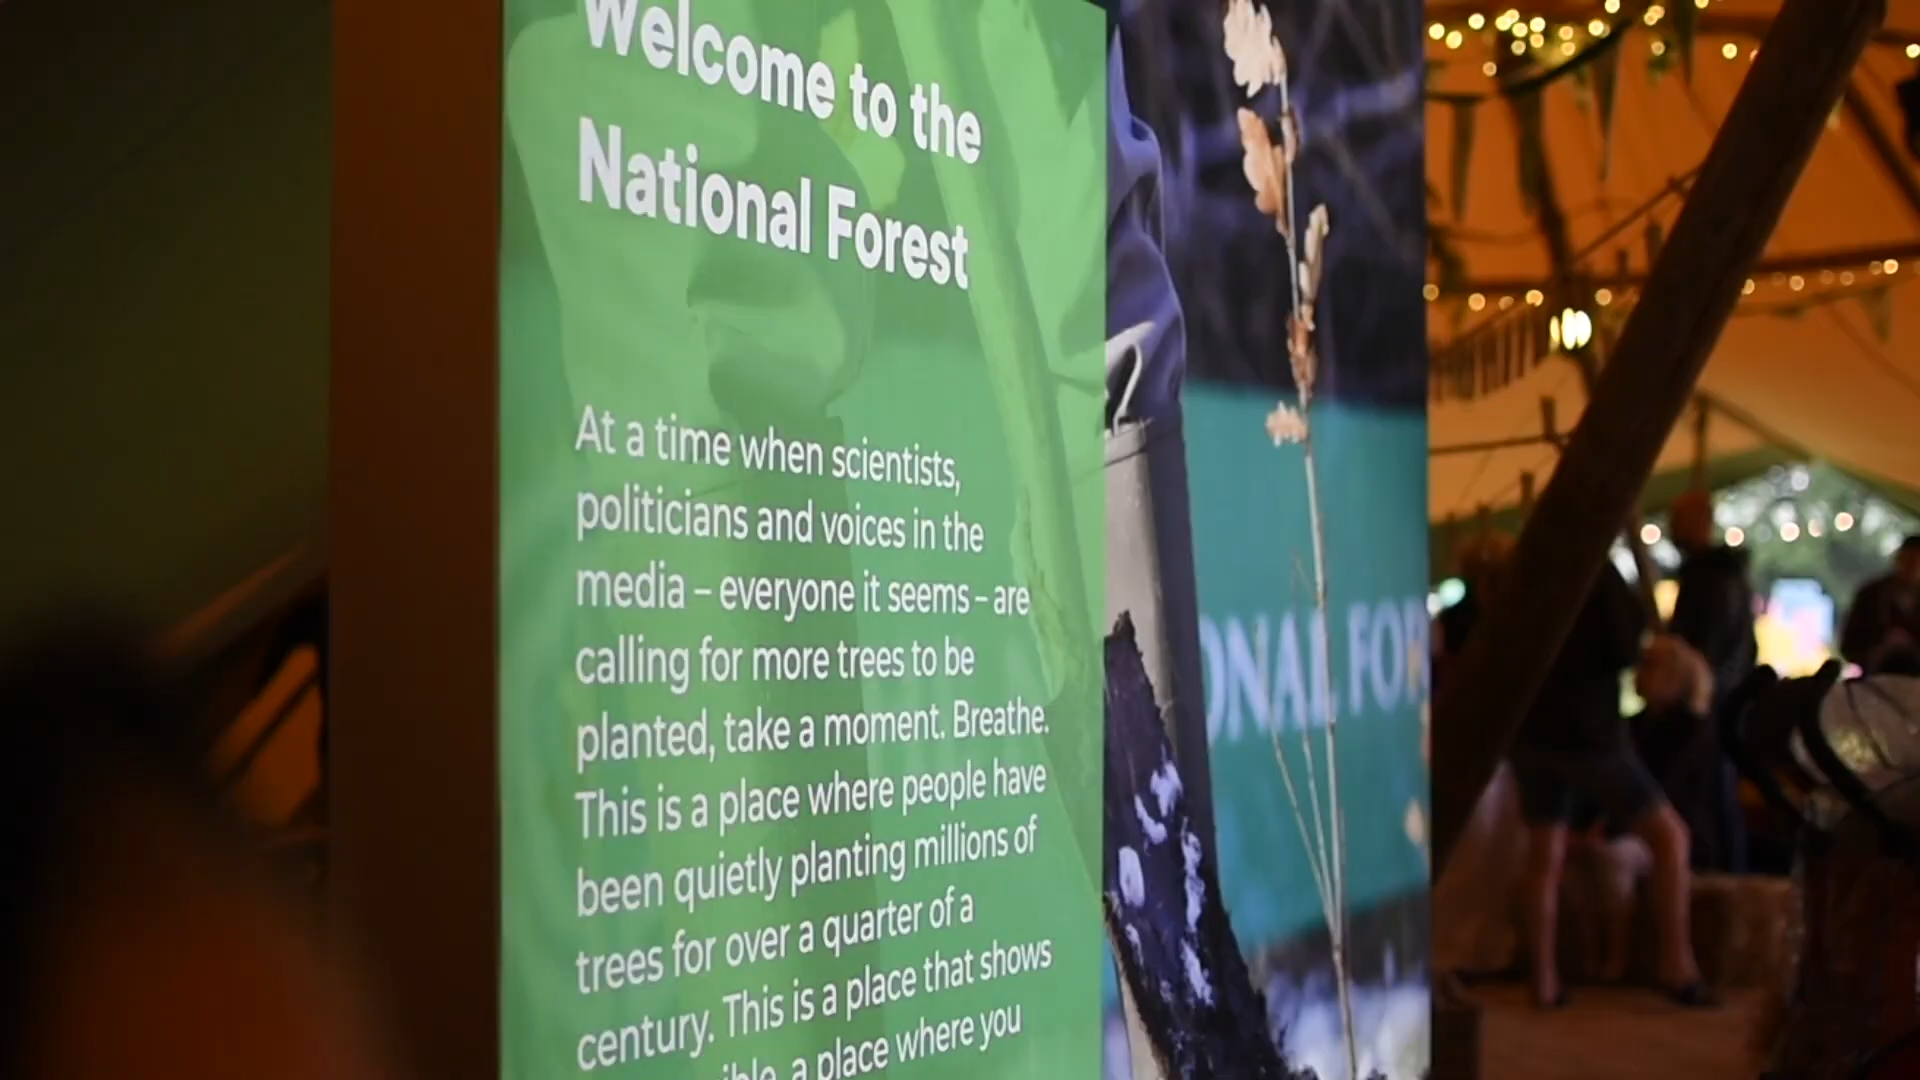 Welcome to the
National Forest
At a time when scientists,
politicians and voices in the
media – everyone it seems – are
calling for more trees to be
planted, take a moment. Breathe.
This is a place where people have
been quietly planting millions of
trees for over a quarter of a
century. This is a place that shows
a place where you
ONAL FOR